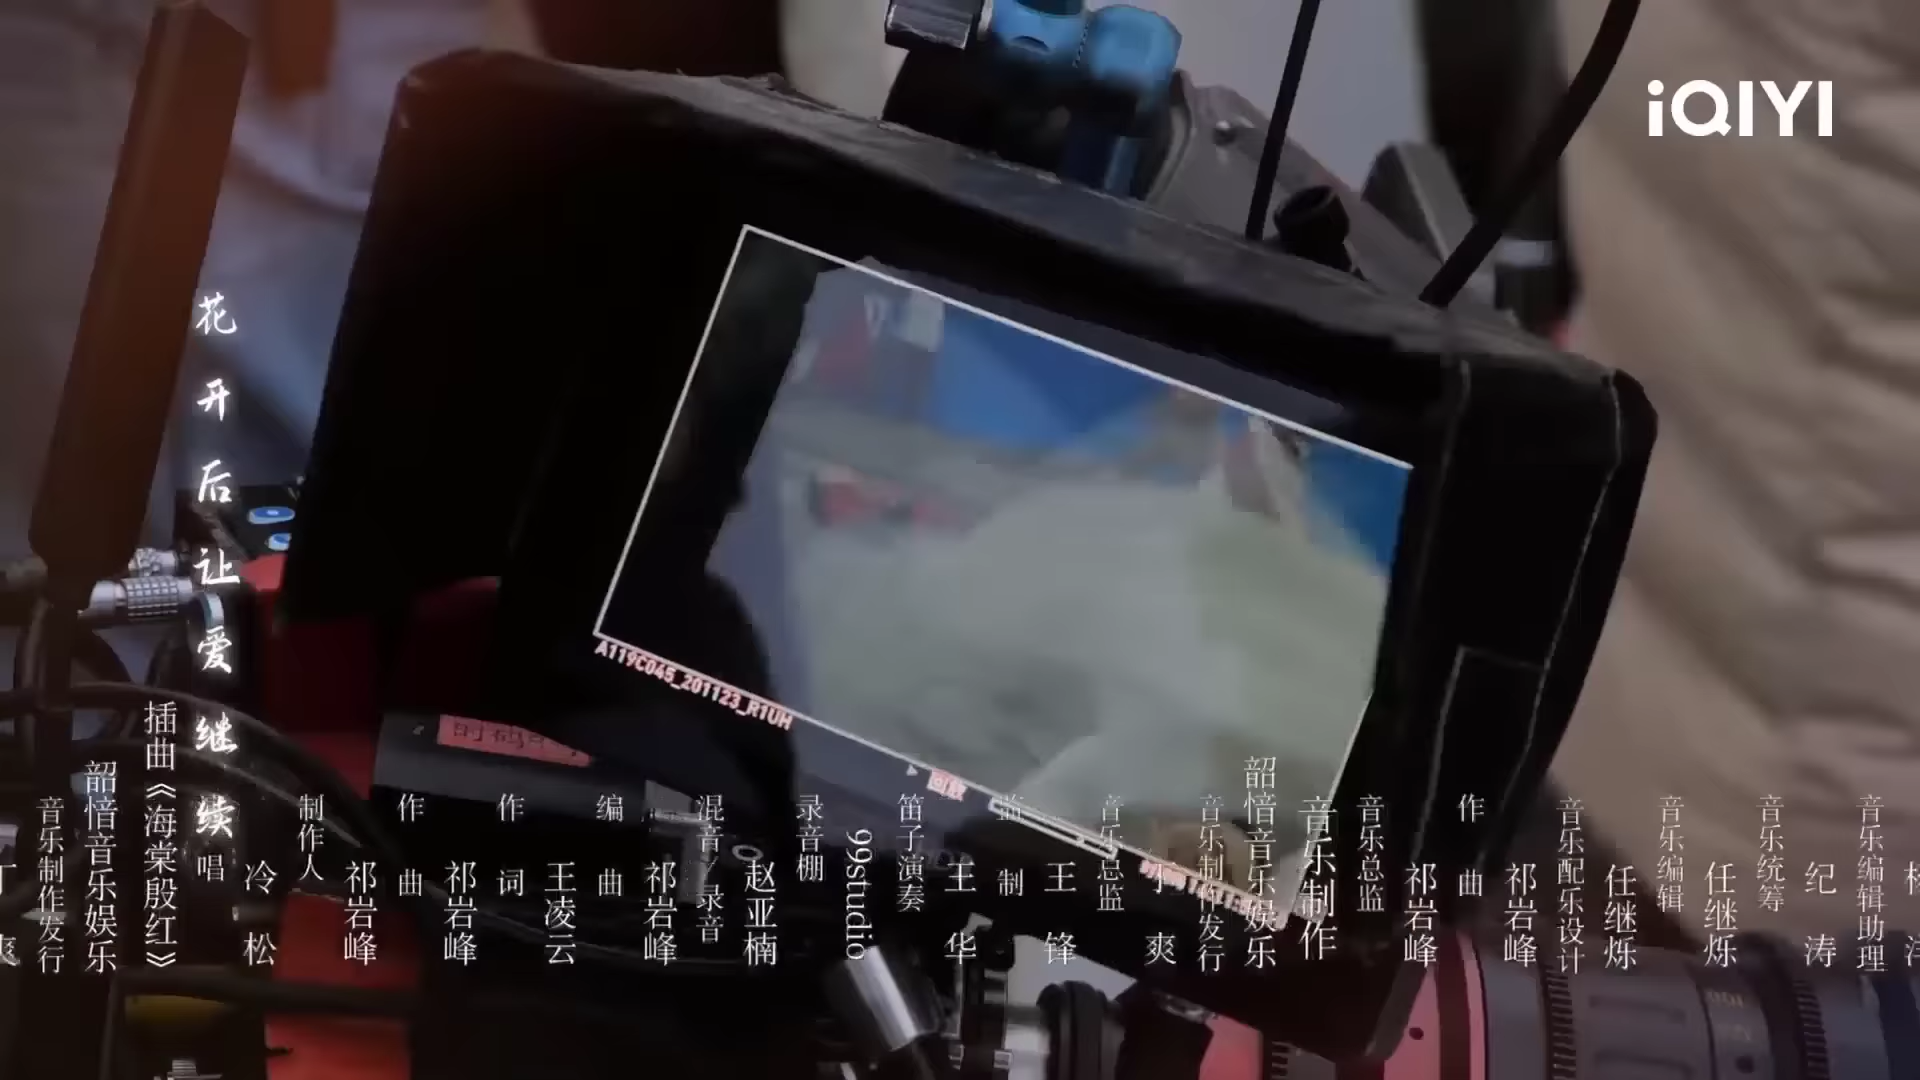 iQIYI
花开后让爱继续
A119C045_201123_R1UH
回放
音乐制作发行
韶愔音乐娱乐
插曲《海棠殷红》
唱
冷松
制作人
祁岩峰
作曲
祁岩峰
作词
王凌云
编曲
祁岩峰
混音/录音
赵亚楠
录音棚
99studio
笛子演奏
王华
监制
王锋
音乐总监
丁爽
音乐制作发行
韶愔音乐娱乐
音乐制作
音乐总监
祁岩峰
作曲
祁岩峰
音乐配乐设计
任继烁
音乐编辑
任继烁
音乐统筹
纪涛
音乐编辑助理